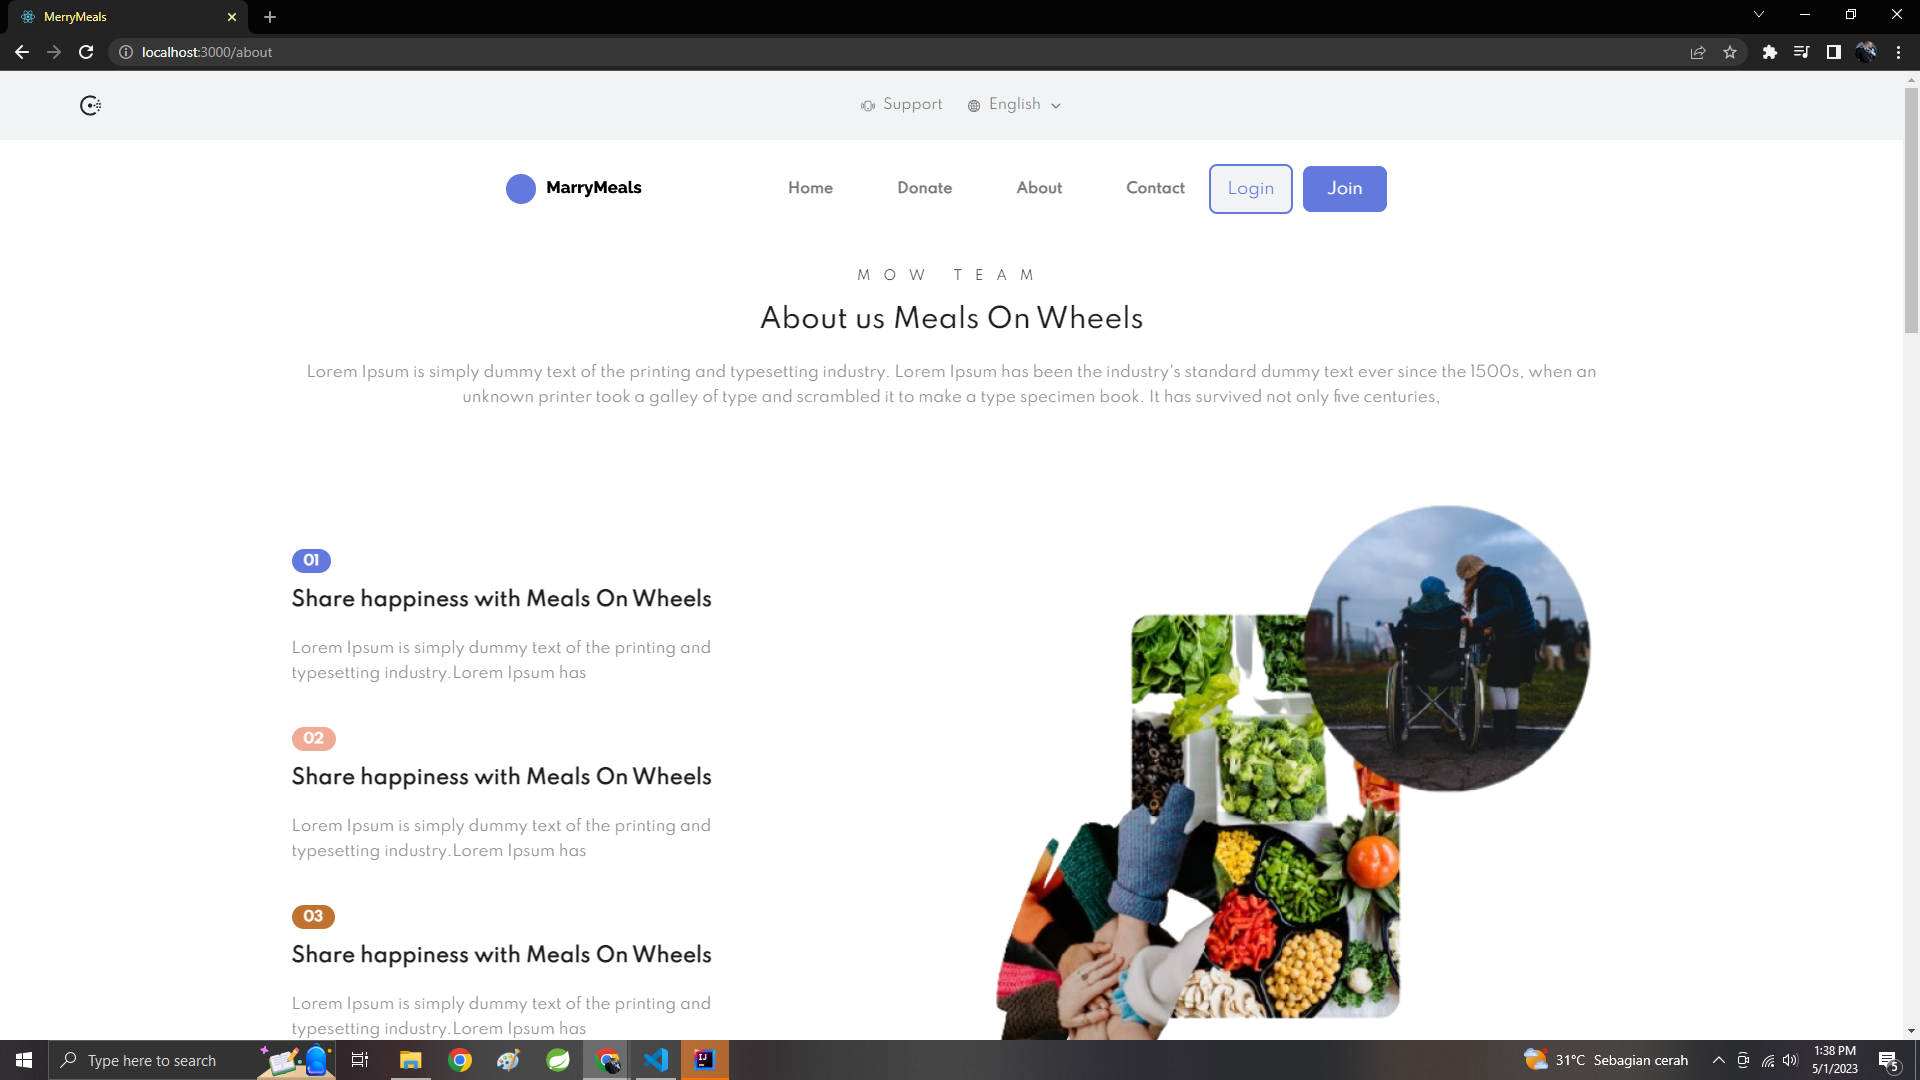 MerryMeals
localhost:3000/about
Support English
MarryMeals Home Donate About Contact Login Join
MOW TEAM
About us Meals On Wheels
Lorem Ipsum is simply dummy text of the printing and typesetting industry. Lorem Ipsum has been the industry's standard dummy text ever since the 1500s, when an
unknown printer took a galley of type and scrambled it to make a type specimen book. It has survived not only five centuries,
01
Share happiness with Meals On Wheels
Lorem Ipsum is simply dummy text of the printing and
typesetting industry.Lorem Ipsum has
02
Share happiness with Meals On Wheels
Lorem Ipsum is simply dummy text of the printing and
typesetting industry.Lorem Ipsum has
03
Share happiness with Meals On Wheels
Lorem Ipsum is simply dummy text of the printing and
typesetting industry.Lorem Ipsum has
Type here to search
IJ
31°C Sebagian cerah
1:38 PM
5/1/2023
5